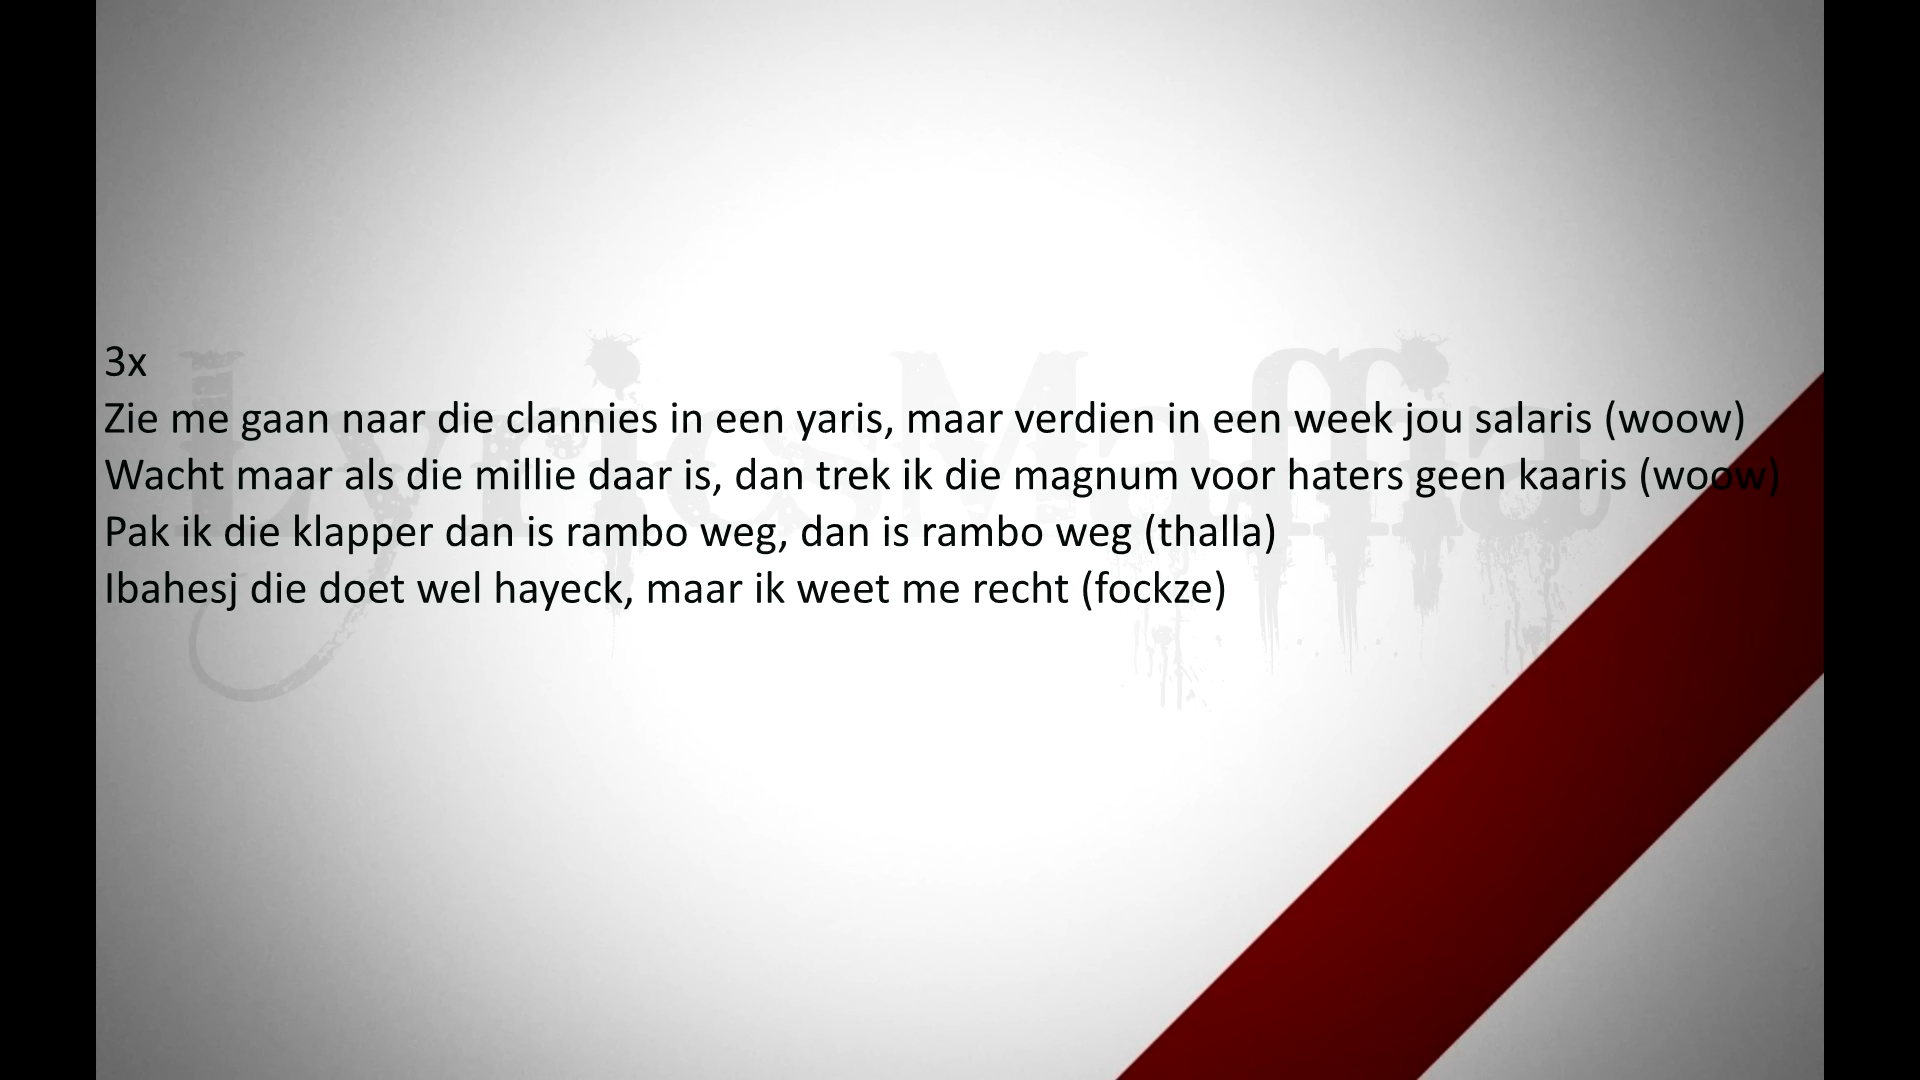 LyricsMaffia
3x
Zie me gaan naar die clannies in een yaris, maar verdien in een week jou salaris (woow)
Wacht maar als die millie daar is, dan trek ik die magnum voor haters geen kaaris (woow)
Pak ik die klapper dan is rambo weg, dan is rambo weg (thalla)
Ibahesj die doet wel hayeck, maar ik weet me recht (fockze)